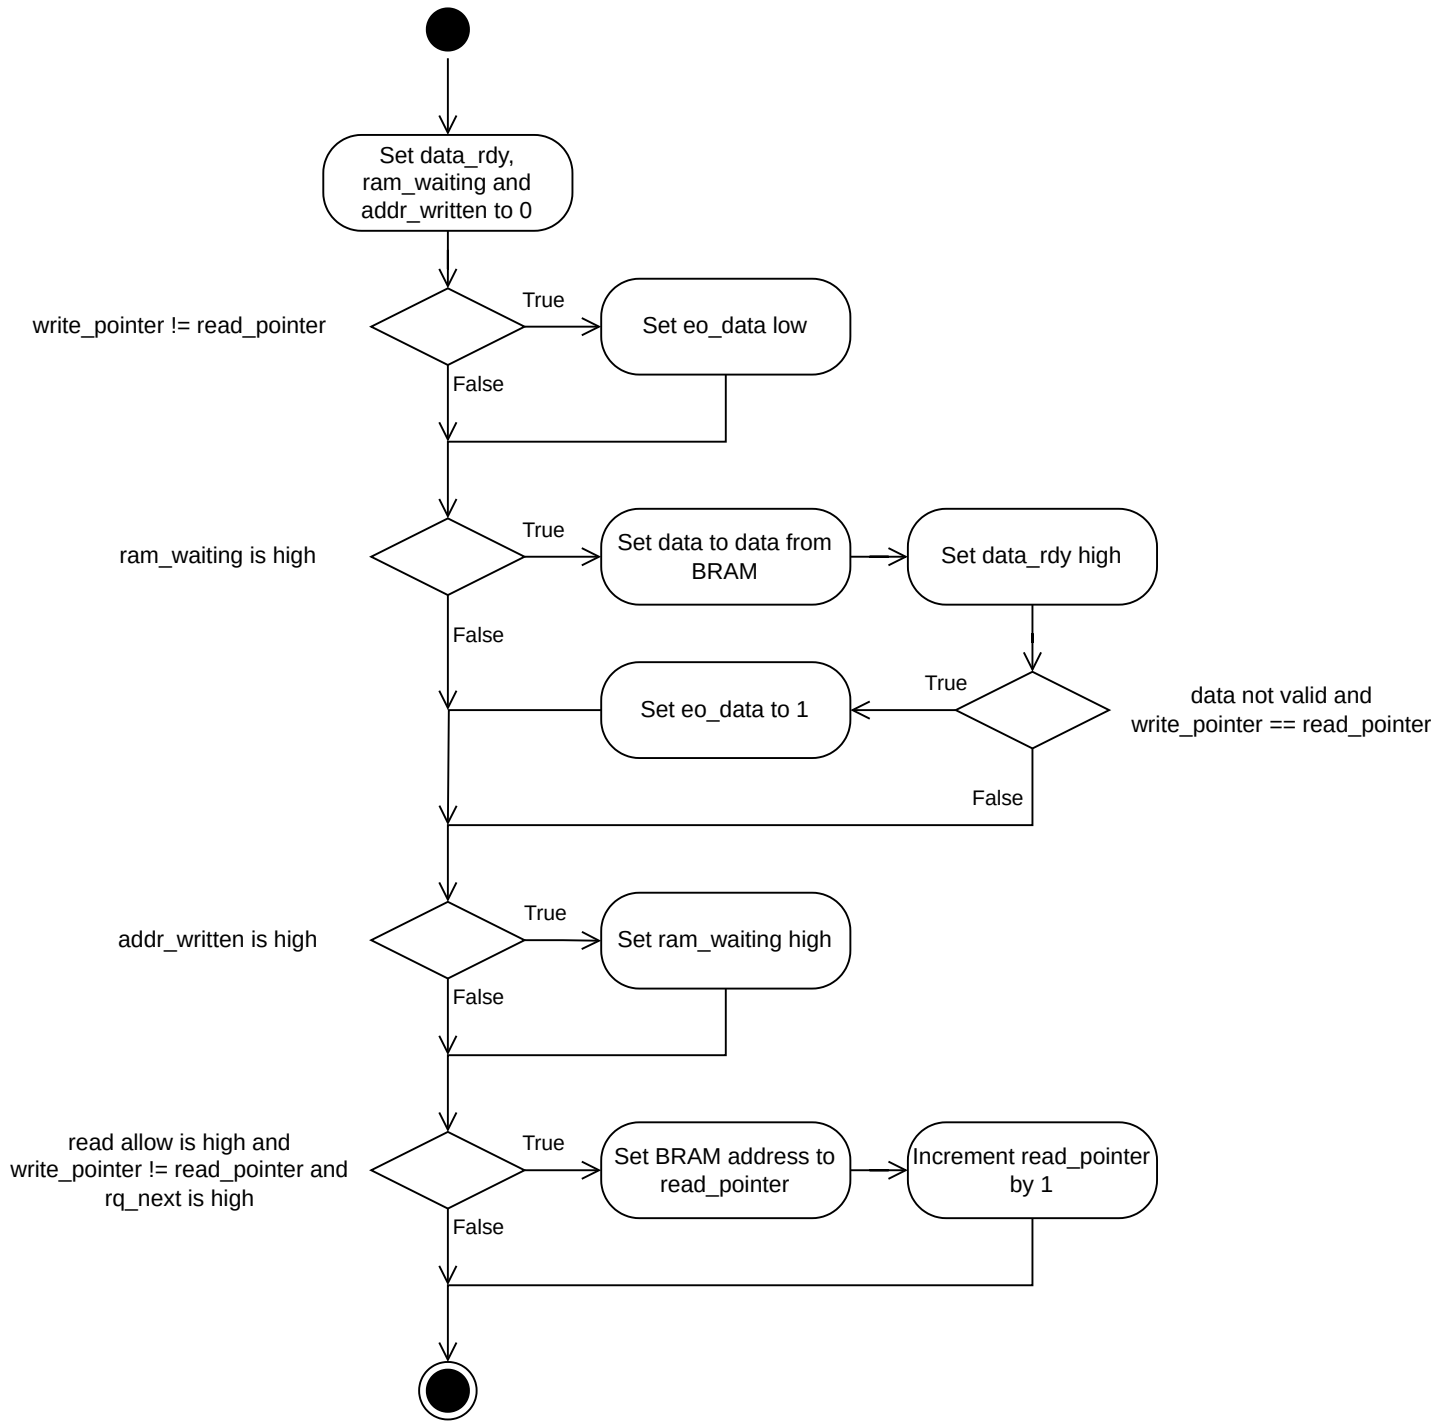 Set data_rdy,
ram_waiting and
addr_written to 0
write_pointer != read_pointer
True
Set eo_data low
False
ram_waiting is high
True
Set data to data from
BRAM
Set data_rdy high
False
Set eo_data to 1
True
data not valid and
write_pointer == read_pointer
False
addr_written is high
True
Set ram_waiting high
False
read allow is high and
write_pointer != read_pointer and
rq_next is high
True
Set BRAM address to
read_pointer
Increment read_pointer
by 1
False